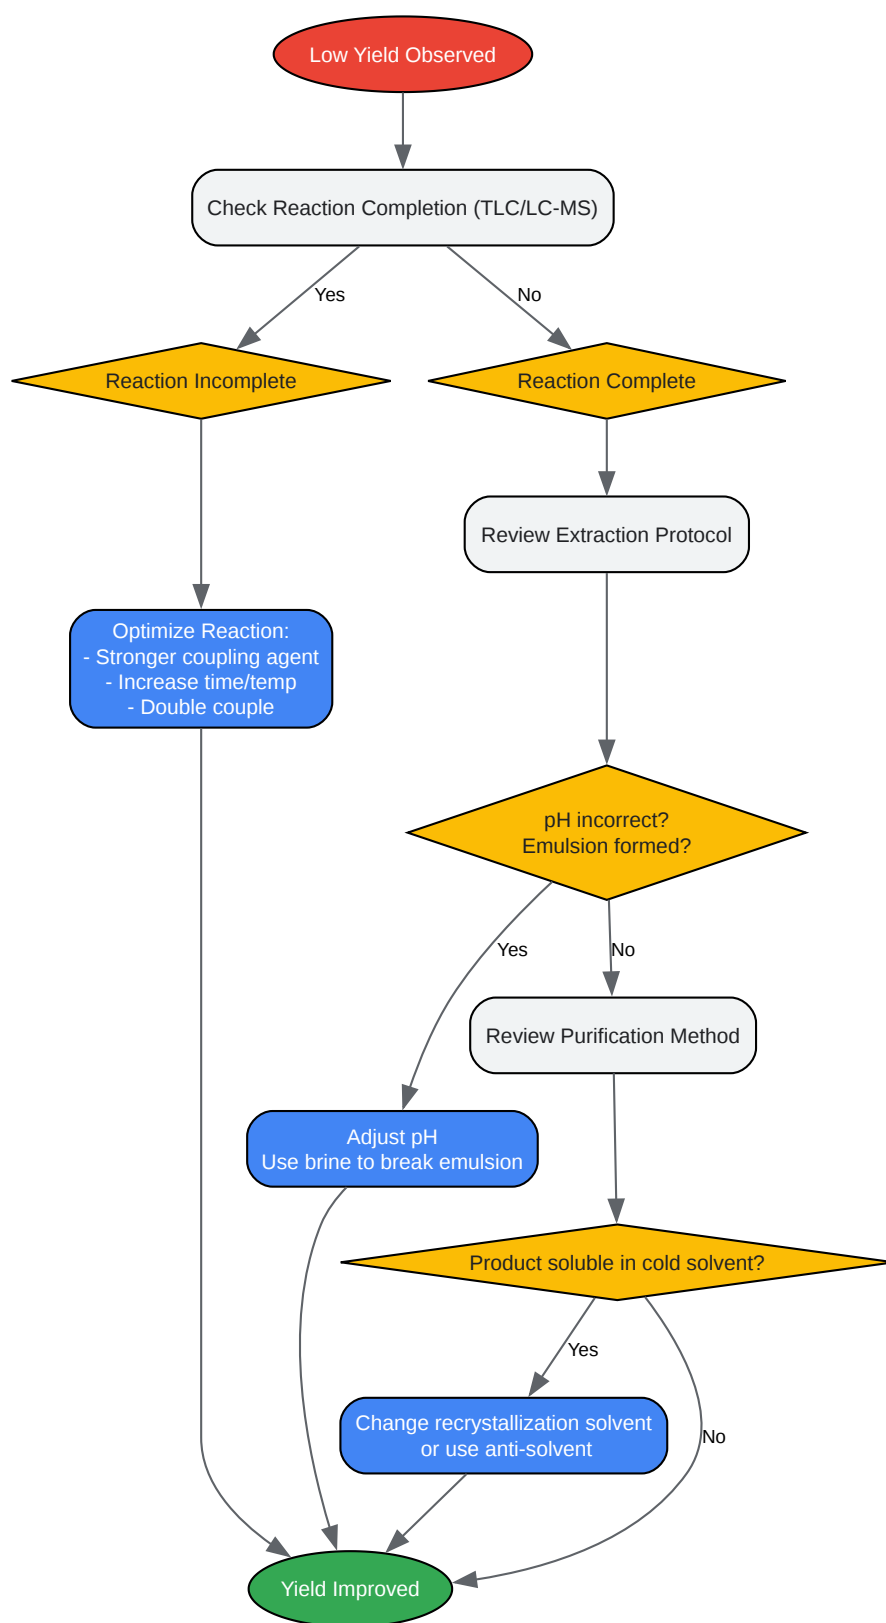 Low Yield Observed
Check Reaction Completion (TLC/LC-MS)
Yes
No
Reaction Incomplete
Reaction Complete
Review Extraction Protocol
Optimize Reaction:
- Stronger coupling agent
- Increase time/temp
- Double couple
pH incorrect?
Emulsion formed?
Yes
No
Review Purification Method
Adjust pH
Use brine to break emulsion
Product soluble in cold solvent?
Yes
Change recrystallization solvent
or use anti-solvent
No
Yield Improved